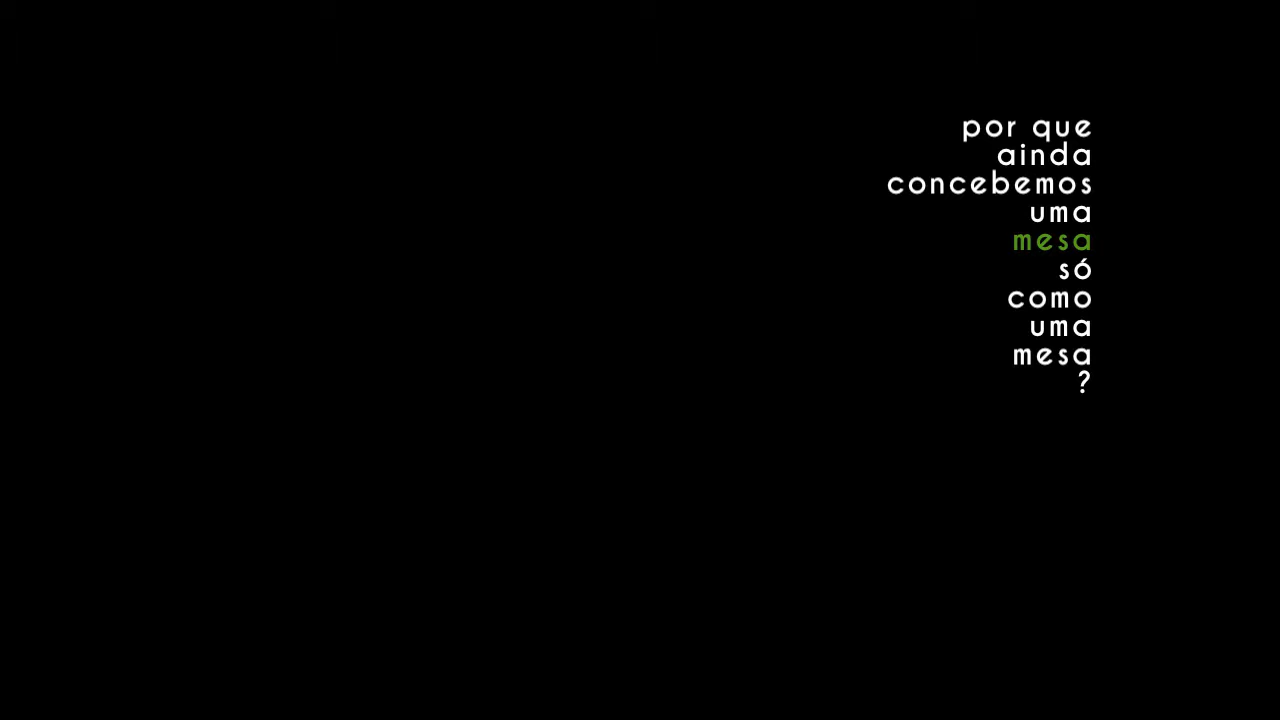 por que
ainda
concebemos
uma
mesa
só
como
uma
mesa
?